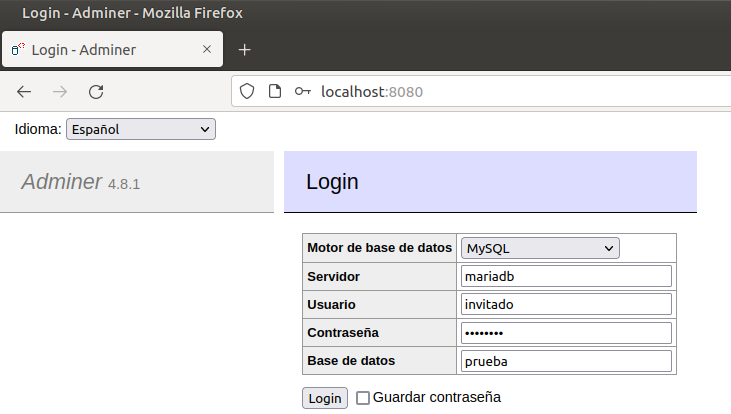 Login - Adminer - Mozilla Firefox
Login - Adminer
localhost:8080
Idioma: Español
Adminer 4.8.1
Login
Motor de base de datos MySQL
Servidor mariadb
Usuario invitado
Contraseña ••••••••
Base de datos prueba
Login Guardar contraseña